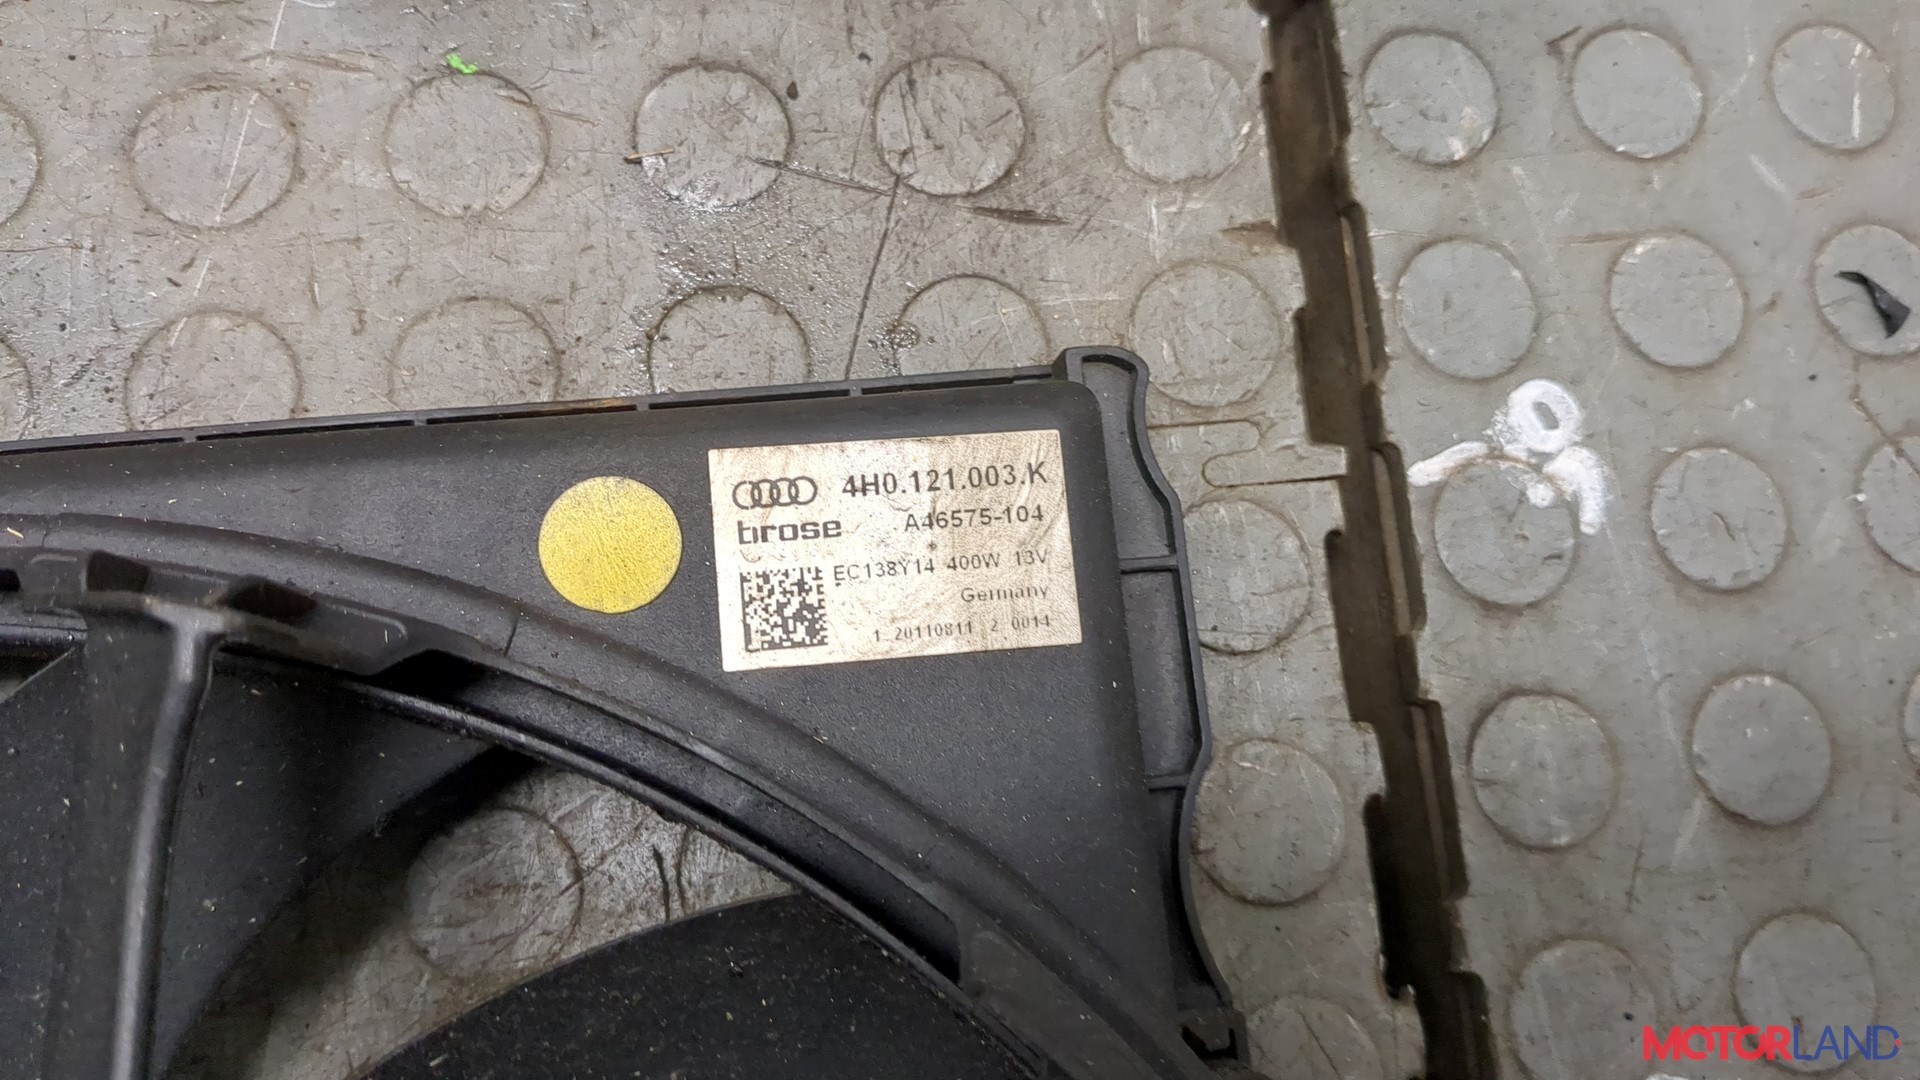 4H0.121.003.K
brose A46575-104
EC138Y14 400W 13V
Germany
1 20110811 2 0014
MOTORLAND